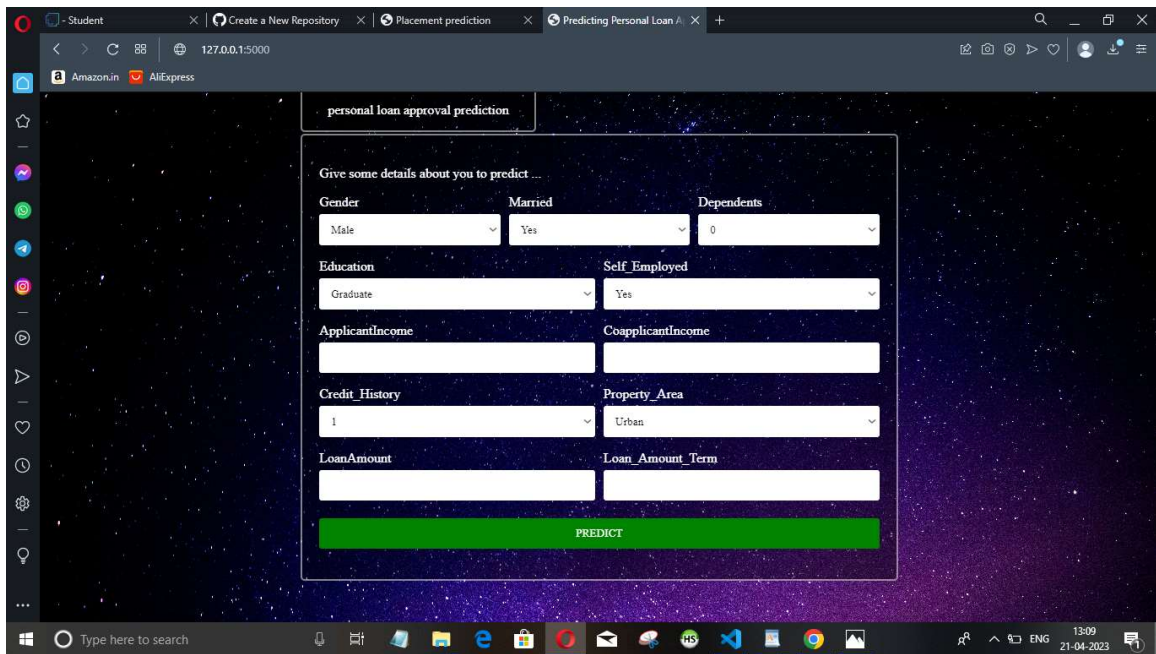 - Student
Create a New Repository
Placement prediction
Predicting Personal Loan A
127.0.0.1:5000
a Amazon.in
AliExpress
personal loan approval prediction
Give some details about you to predict ...
Gender Married Dependents
Male Yes 0
Education Self_Employed
Graduate Yes
ApplicantIncome CoapplicantIncome
Credit_History Property_Area
1 Urban
LoanAmount Loan_Amount_Term
PREDICT
Type here to search
HS
ENG
13:09
21-04-2023
1